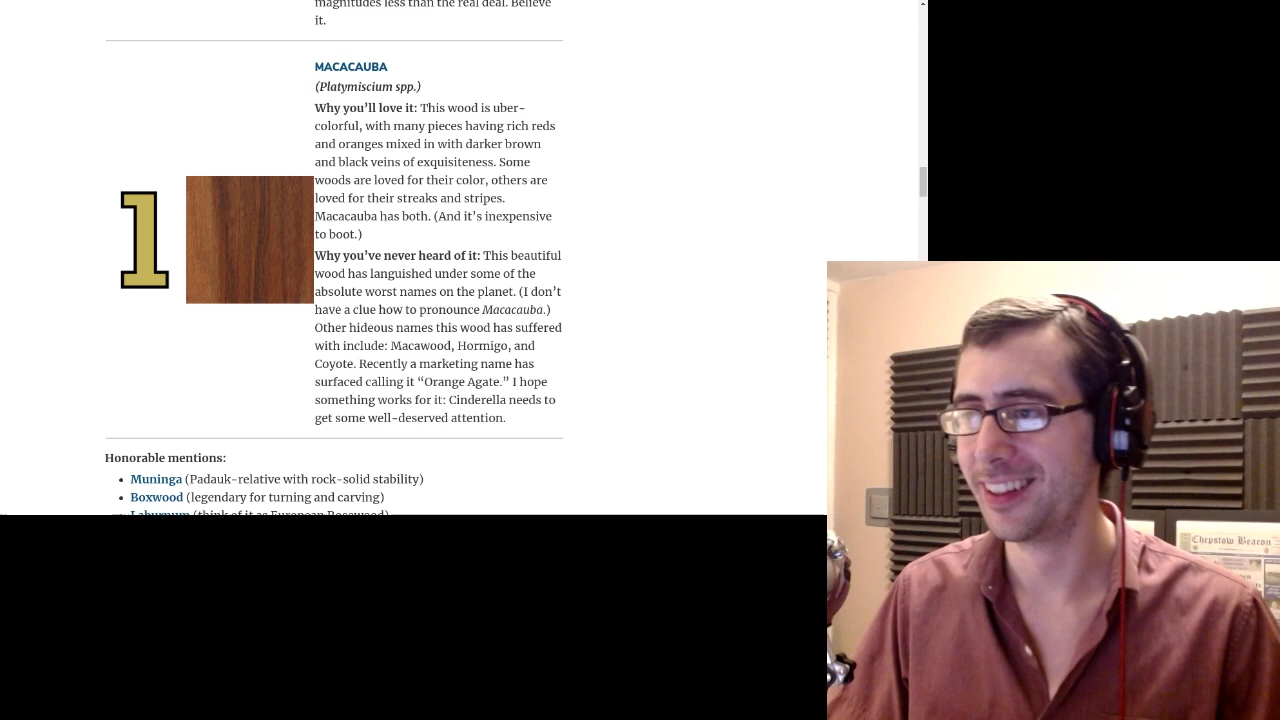 magnitudes less than the real deal. Believe
it.
MACACAUBA
(Platymiscium spp.)
Why you’ll love it: This wood is uber-
colorful, with many pieces having rich reds
and oranges mixed in with darker brown
and black veins of exquisiteness. Some
woods are loved for their color, others are
loved for their streaks and stripes.
Macacauba has both. (And it’s inexpensive
to boot.)
1
Why you’ve never heard of it: This beautiful
wood has languished under some of the
absolute worst names on the planet. (I don’t
have a clue how to pronounce Macacauba.)
Other hideous names this wood has suffered
with include: Macawood, Hormigo, and
Coyote. Recently a marketing name has
surfaced calling it “Orange Agate.” I hope
something works for it: Cinderella needs to
get some well-deserved attention.
Honorable mentions:
• Muninga (Padauk-relative with rock-solid stability)
• Boxwood (legendary for turning and carving)
• Laburnum (think of it as European Rosewood)
Chepstow Beacon